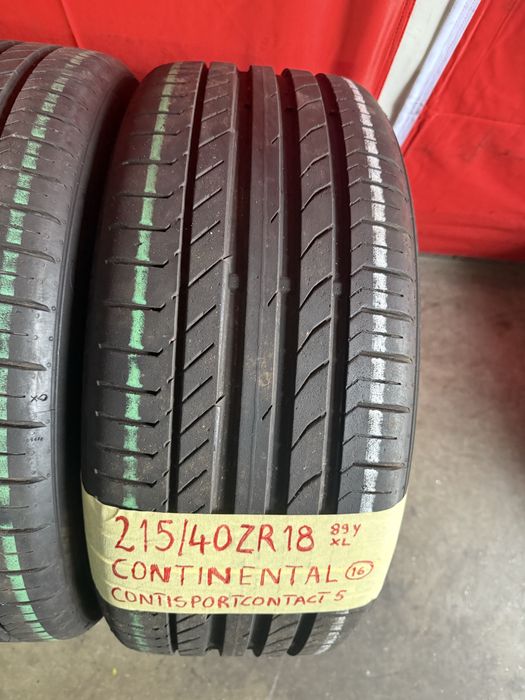 215/40ZR18 89Y
XL
CONTINENTAL 16
CONTISPORTCONTACT 5